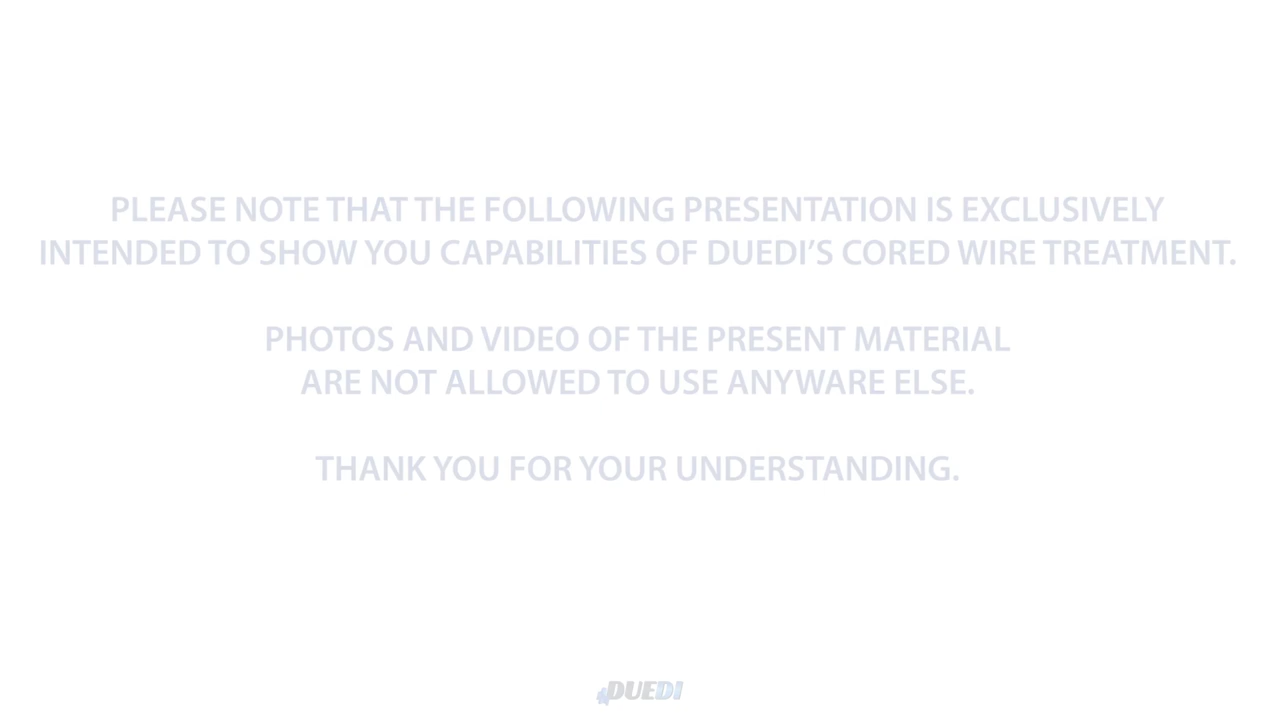 PLEASE NOTE THAT THE FOLLOWING PRESENTATION IS EXCLUSIVELY
INTENDED TO SHOW YOU CAPABILITIES OF DUEDI'S CORED WIRE TREATMENT.
PHOTOS AND VIDEO OF THE PRESENT MATERIAL
ARE NOT ALLOWED TO USE ANYWARE ELSE.
THANK YOU FOR YOUR UNDERSTANDING.
DUEDI